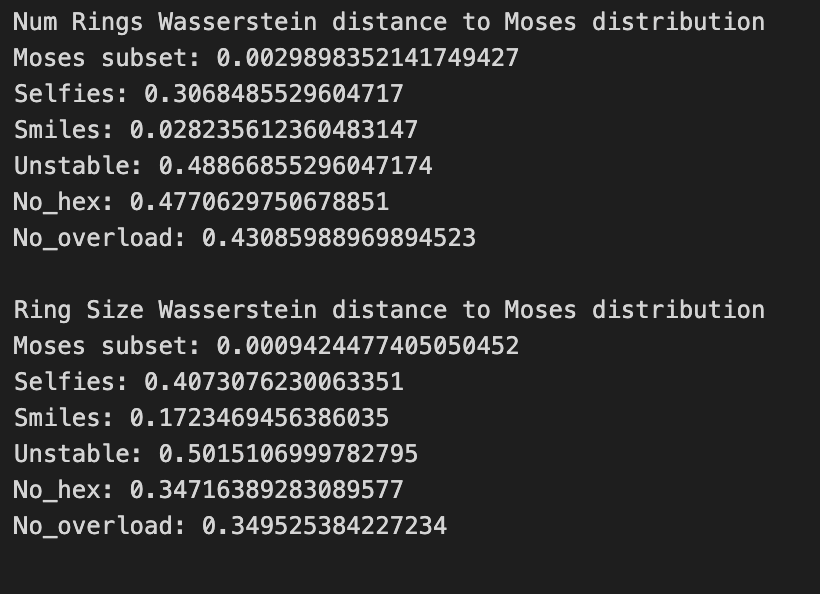 Num Rings Wasserstein distance to Moses distribution
Moses subset: 0.0029898352141749427
Selfies: 0.3068485529604717
Smiles: 0.028235612360483147
Unstable: 0.48866855296047174
No_hex: 0.4770629750678851
No_overload: 0.43085988969894523
Ring Size Wasserstein distance to Moses distribution
Moses subset: 0.0009424477405050452
Selfies: 0.4073076230063351
Smiles: 0.1723469456386035
Unstable: 0.5015106999782795
No_hex: 0.34716389283089577
No_overload: 0.349525384227234